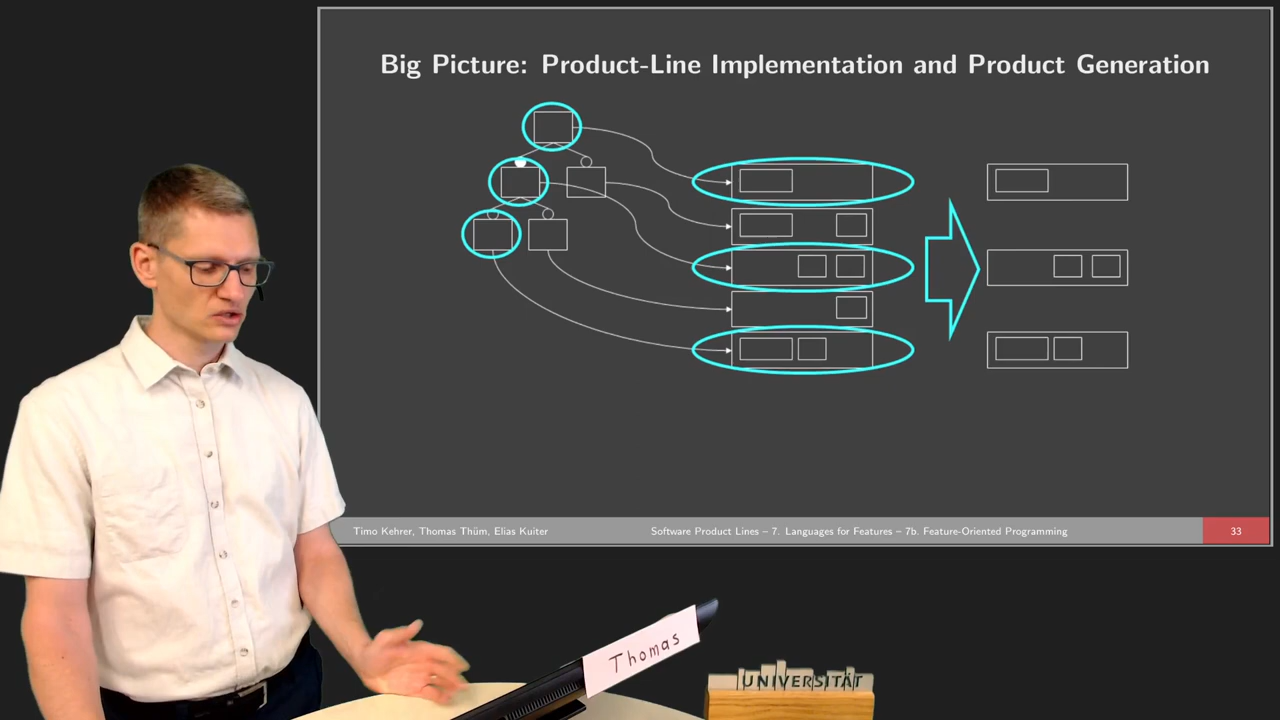 Big Picture: Product-Line Implementation and Product Generation
Timo Kehrer, Thomas Thüm, Elias Kuiter
Software Product Lines – 7. Languages for Features – 7b. Feature-Oriented Programming
33
Thomas
UNIVERSITÄT